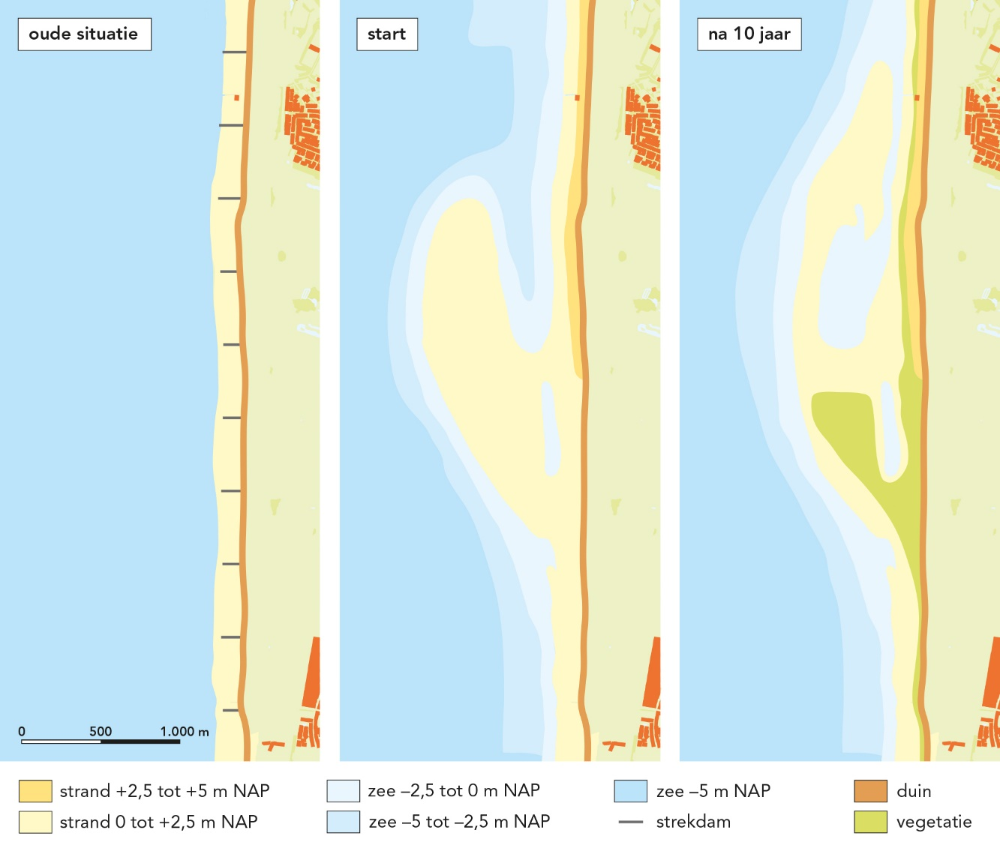 oude situatie
start
na 10 jaar
0 500 1.000 m
strand +2,5 tot +5 m NAP
strand 0 tot +2,5 m NAP
zee –2,5 tot 0 m NAP
zee –5 tot –2,5 m NAP
zee –5 m NAP
strekdam
duin
vegetatie